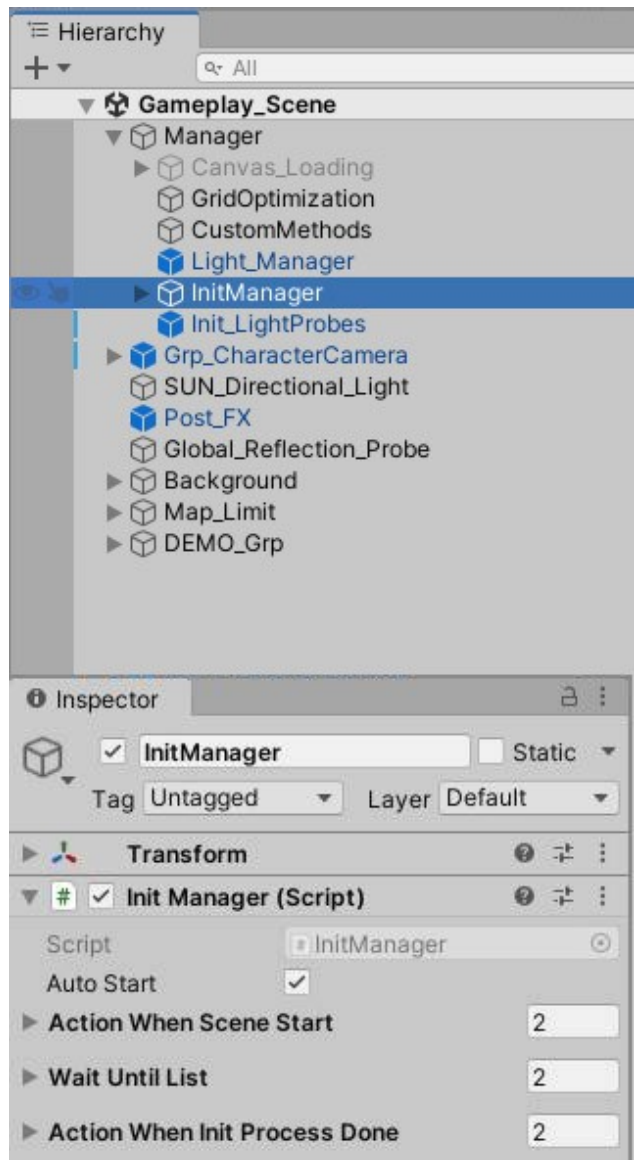 Hierarchy
All
Gameplay_Scene
Manager
Canvas_Loading
GridOptimization
CustomMethods
Light_Manager
InitManager
Init_LightProbes
Grp_CharacterCamera
SUN_Directional_Light
Post_FX
Global_Reflection_Probe
Background
Map_Limit
DEMO_Grp
Inspector
InitManager Static
Tag Untagged Layer Default
Transform
# Init Manager (Script)
Script InitManager
Auto Start
Action When Scene Start 2
Wait Until List 2
Action When Init Process Done 2